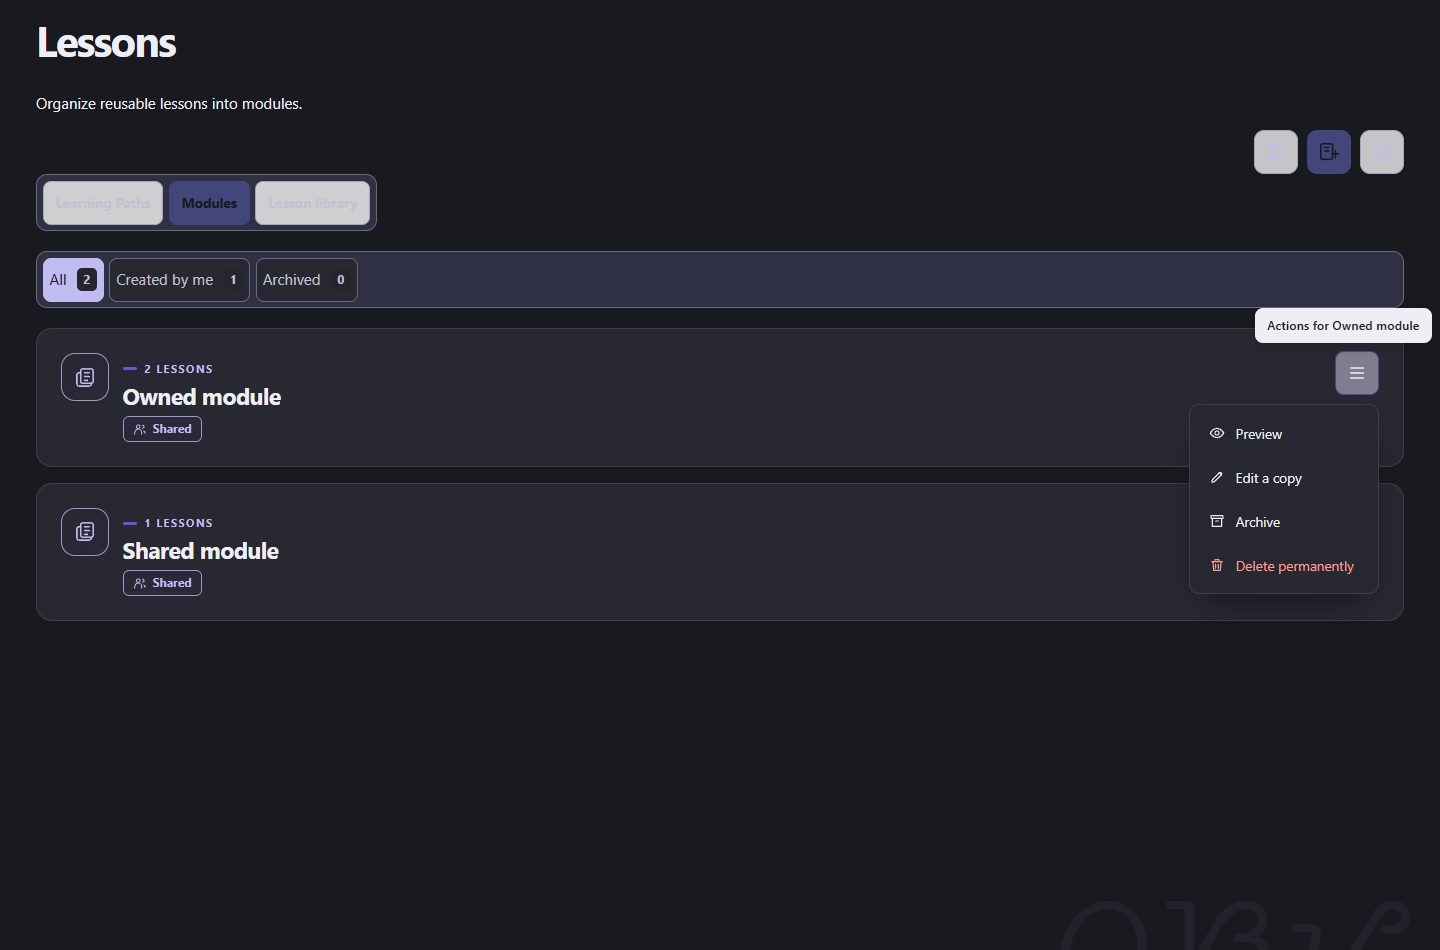 Lessons
Organize reusable lessons into modules.
Learning Paths
Modules
Lesson library
All 2
Created by me 1
Archived 0
Actions for Owned module
2 LESSONS
Owned module
Shared
Preview
Edit a copy
Archive
Delete permanently
1 LESSONS
Shared module
Shared